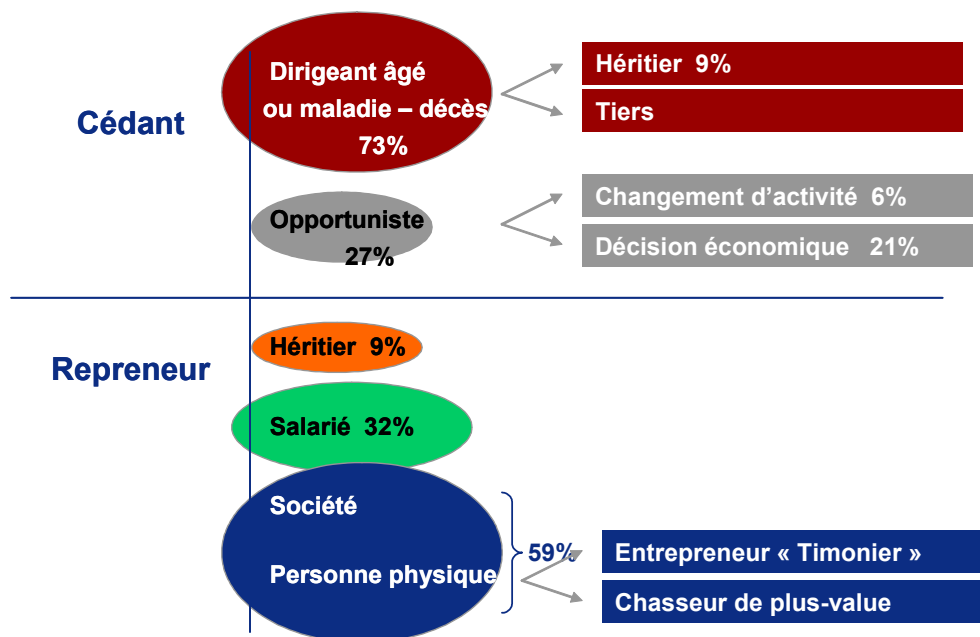 Cédant
Dirigeant âgé
ou maladie – décès
73%
Héritier 9%
Tiers
Opportuniste
27%
Changement d'activité 6%
Décision économique 21%
Repreneur
Héritier 9%
Salarié 32%
Société
Personne physique
59%
Entrepreneur « Timonier »
Chasseur de plus-value